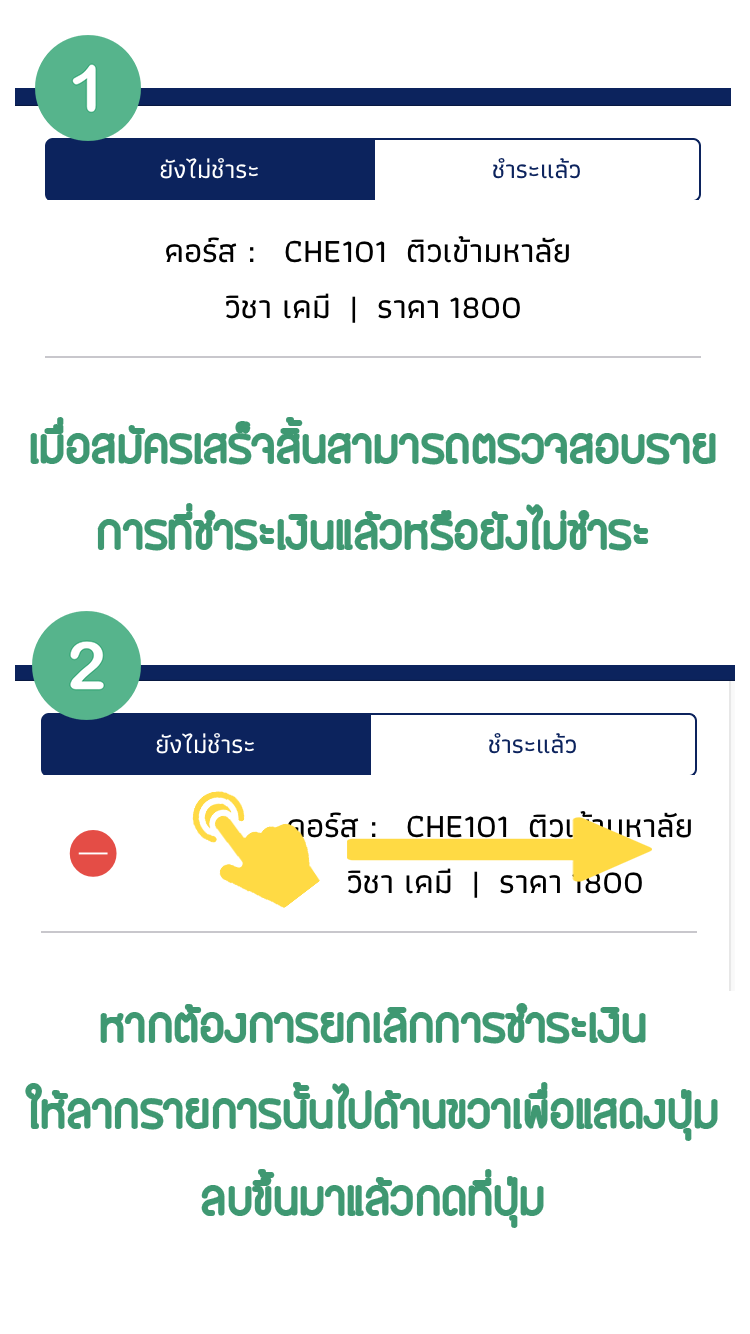 1
ยังไม่ชำระ ชำระแล้ว
คอร์ส : CHE101 ติวเข้ามหาลัย
วิชา เคมี | ราคา 1800
เมื่อสมัครเสร็จสิ้นสามารถตรวจสอบราย
การที่ชำระเงินแล้วหรือยังไม่ชำระ
2
ยังไม่ชำระ ชำระแล้ว
คอร์ส : CHE101 ติวเข้ามหาลัย
วิชา เคมี | ราคา 1800
หากต้องการยกเลิกการชำระเงิน
ให้ลากรายการนั้นไปด้านขวาเพื่อแสดงปุ่ม
ลบขึ้นมาแล้วกดที่ปุ่ม